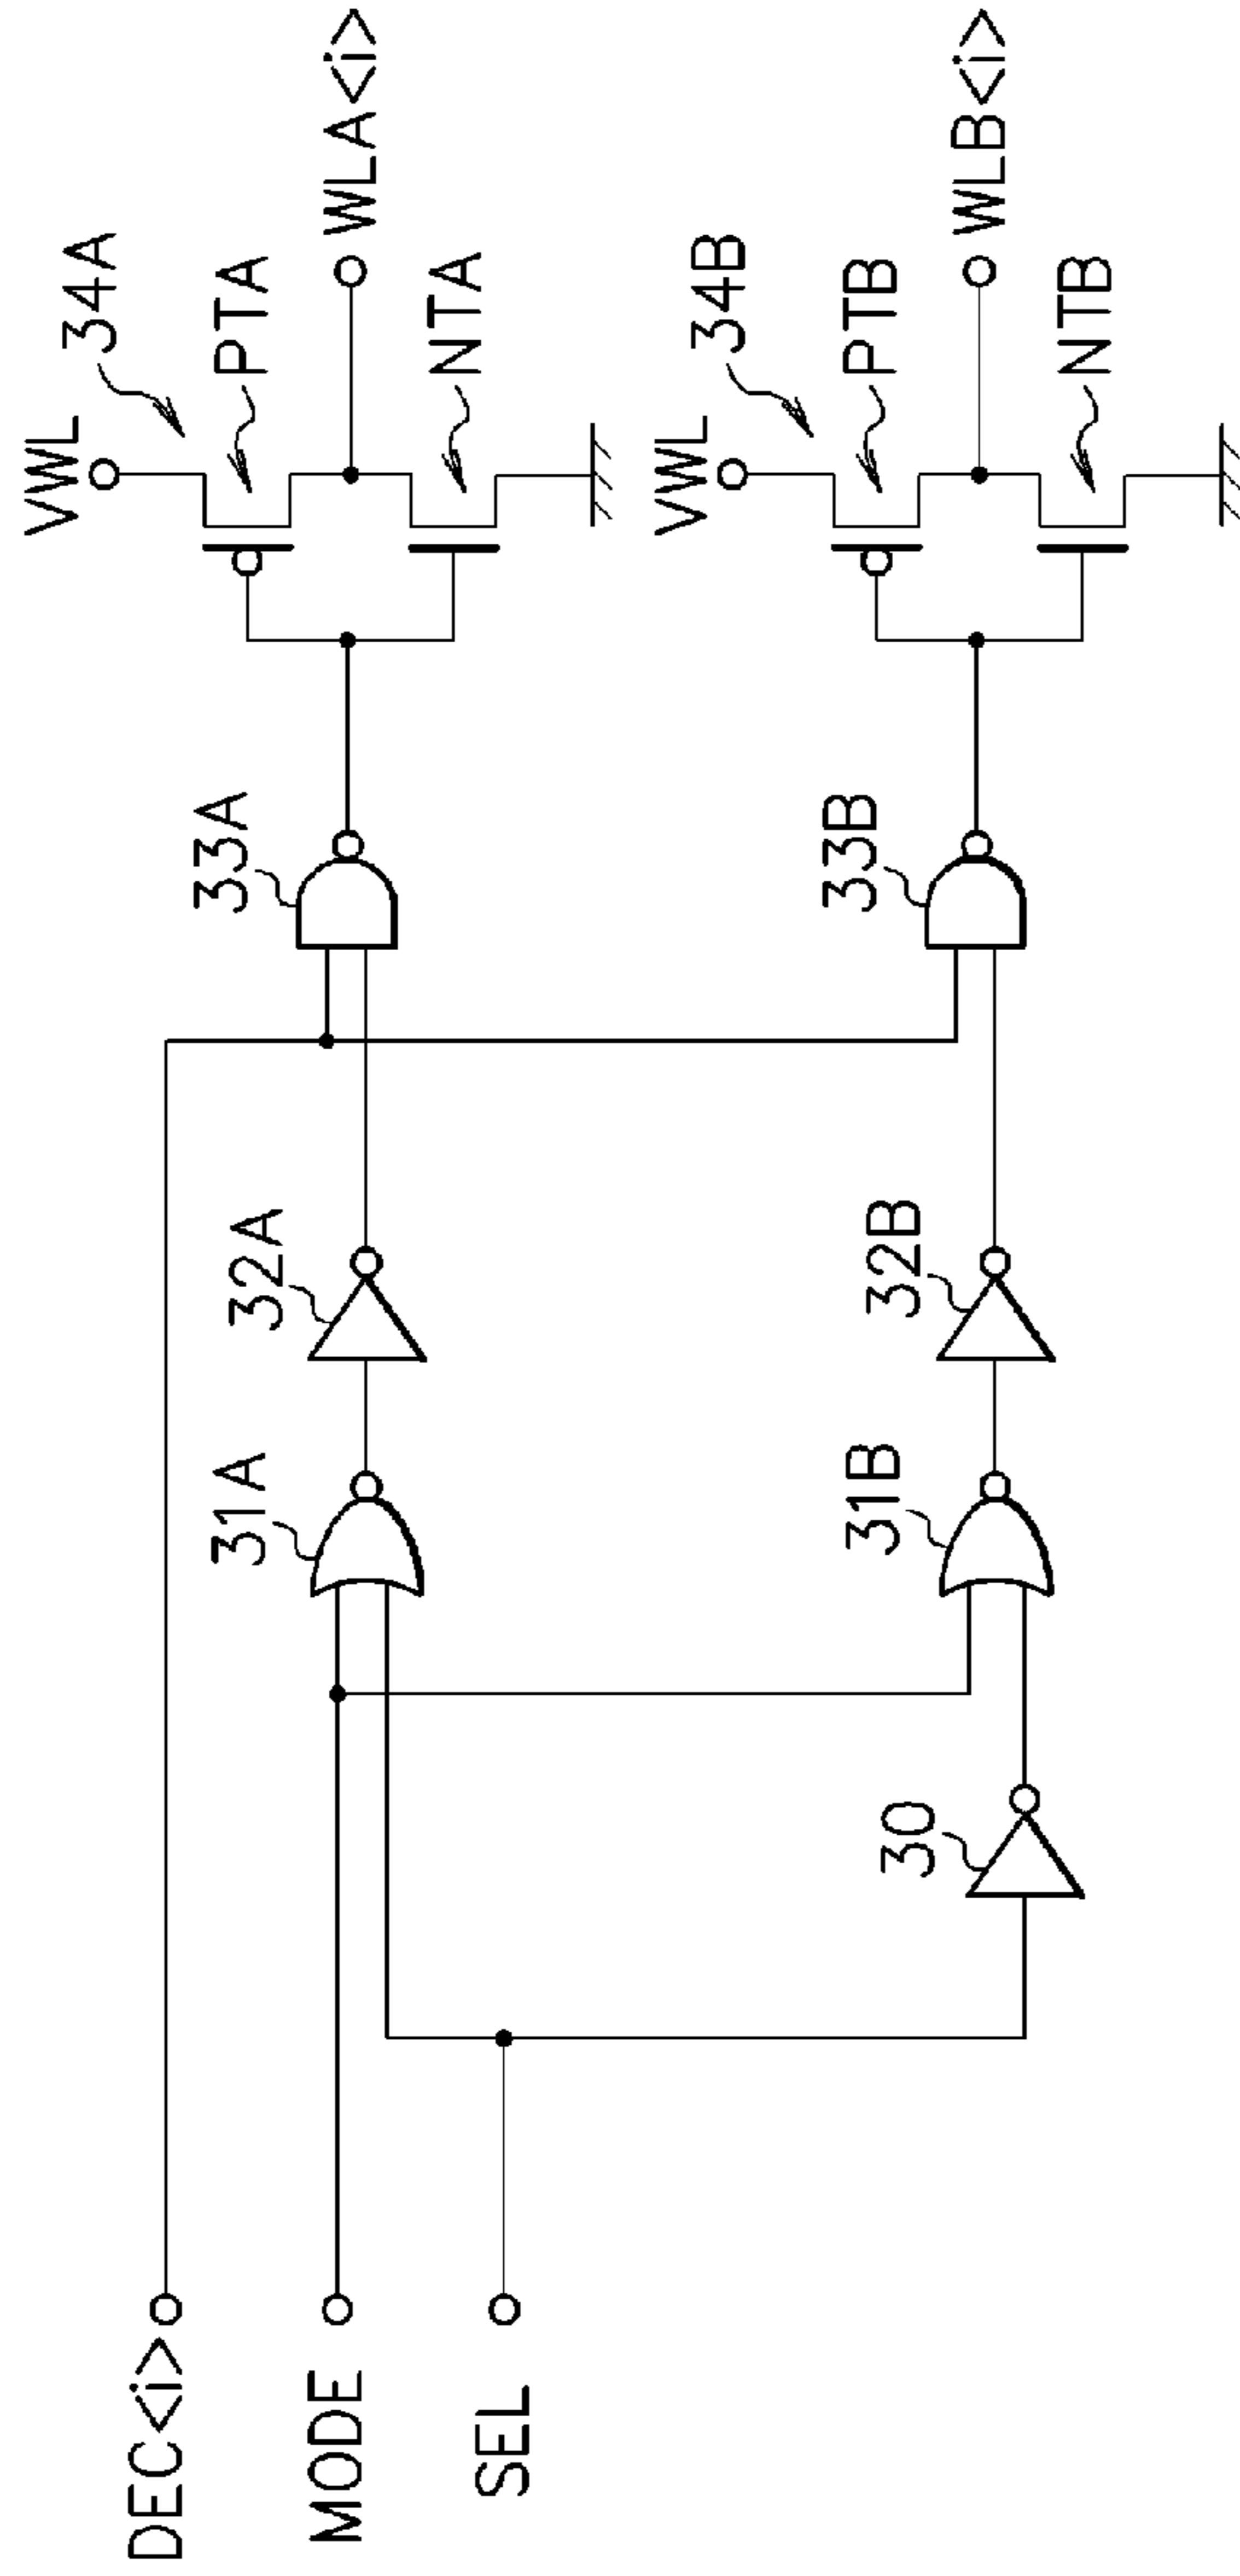 DEC<i>
MODE
SEL
30
31A
31B
32A
32B
33A
33B
VWL
34A
PTA
WLA<i>
NTA
VWL
34B
PTB
WLB<i>
NTB